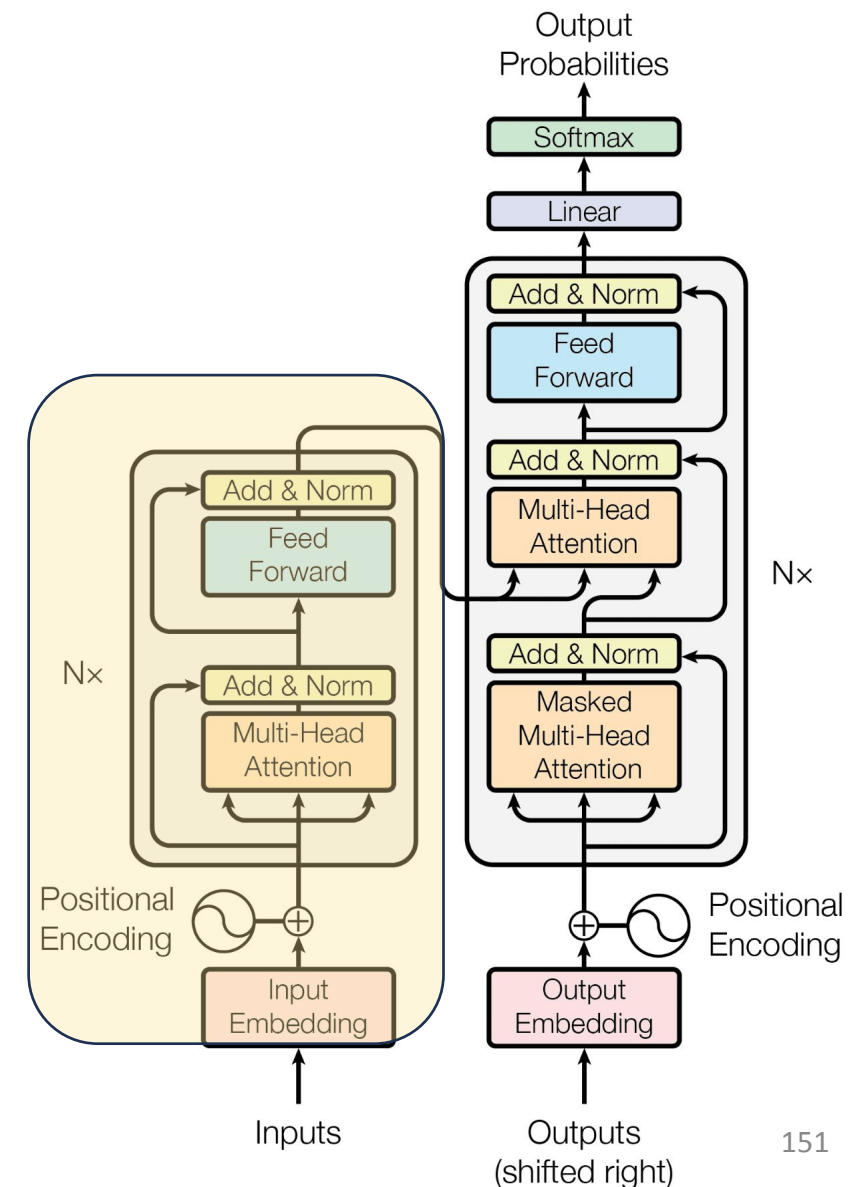 Output
Probabilities
Softmax
Linear
Add & Norm
Feed
Forward
Add & Norm
Multi-Head
Attention
Nx
Add & Norm
Masked
Multi-Head
Attention
Positional
Encoding
Output
Embedding
Outputs
(shifted right)
Add & Norm
Feed
Forward
Nx
Add & Norm
Multi-Head
Attention
Positional
Encoding
Input
Embedding
Inputs
151